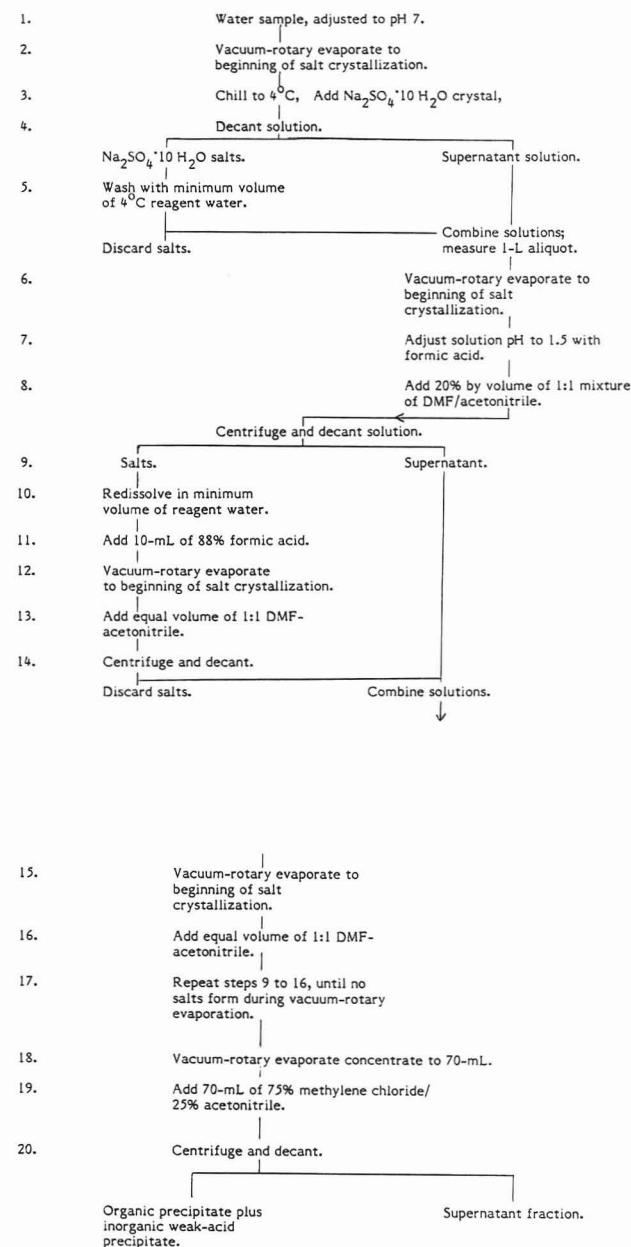 1. Water sample, adjusted to pH 7.
2. Vacuum-rotary evaporate to
beginning of salt crystallization.
3. Chill to 4°C, Add Na₂SO₄·10 H₂O crystal,
4. Decant solution.
Na₂SO₄·10 H₂O salts. Supernatant solution.
5. Wash with minimum volume
of 4°C reagent water.
Combine solutions;
Discard salts. measure 1-L aliquot.
6. Vacuum-rotary evaporate to
beginning of salt
crystallization.
7. Adjust solution pH to 1.5 with
formic acid.
8. Add 20% by volume of 1:1 mixture
of DMF/acetonitrile.
Centrifuge and decant solution.
9. Salts. Supernatant.
10. Redissolve in minimum
volume of reagent water.
11. Add 10-mL of 88% formic acid.
12. Vacuum-rotary evaporate
to beginning of salt crystallization.
13. Add equal volume of 1:1 DMF-
acetonitrile.
14. Centrifuge and decant.
Discard salts. Combine solutions.
15. Vacuum-rotary evaporate to
beginning of salt
crystallization.
16. Add equal volume of 1:1 DMF-
acetonitrile.
17. Repeat steps 9 to 16, until no
salts form during vacuum-rotary
evaporation.
18. Vacuum-rotary evaporate concentrate to 70-mL.
19. Add 70-mL of 75% methylene chloride/
25% acetonitrile.
20. Centrifuge and decant.
Organic precipitate plus
inorganic weak-acid
precipitate.
Supernatant fraction.